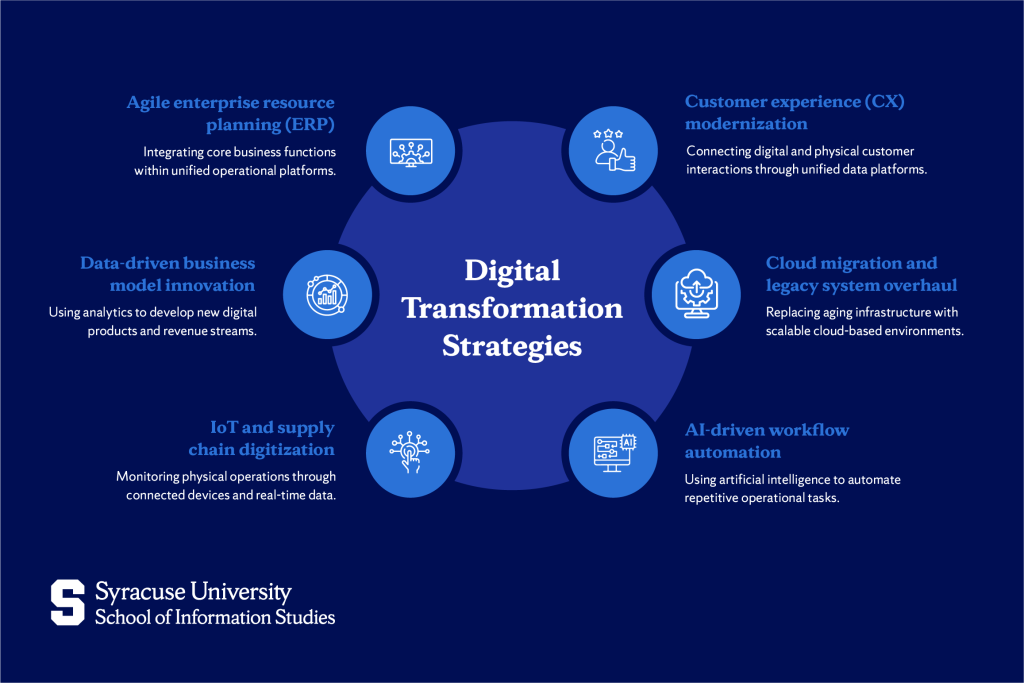 Agile enterprise resource
planning (ERP)
Integrating core business functions
within unified operational platforms.
Customer experience (CX)
modernization
Connecting digital and physical customer
interactions through unified data platforms.
Data-driven business
model innovation
Using analytics to develop new digital
products and revenue streams.
Digital
Transformation
Strategies
Cloud migration and
legacy system overhaul
Replacing aging infrastructure with
scalable cloud-based environments.
IoT and supply
chain digitization
Monitoring physical operations through
connected devices and real-time data.
AI
AI-driven workflow
automation
Using artificial intelligence to automate
repetitive operational tasks.
S
Syracuse University
School of Information Studies